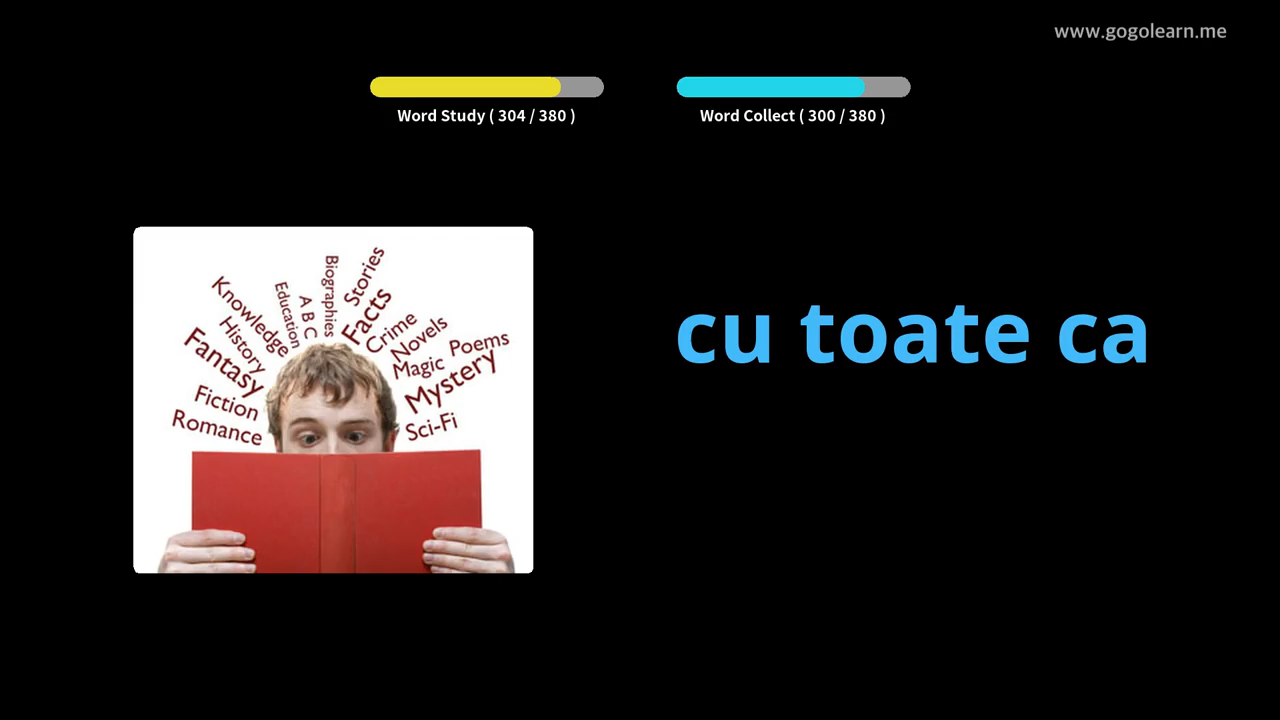 www.gogolearn.me
Word Study ( 304 / 380 )
Word Collect ( 300 / 380 )
cu toate ca
Knowledge
History
Fantasy
Fiction
Romance
Education
A B C
Biographies
Stories
Facts
Crime
Novels
Magic
Poems
Mystery
Sci-Fi